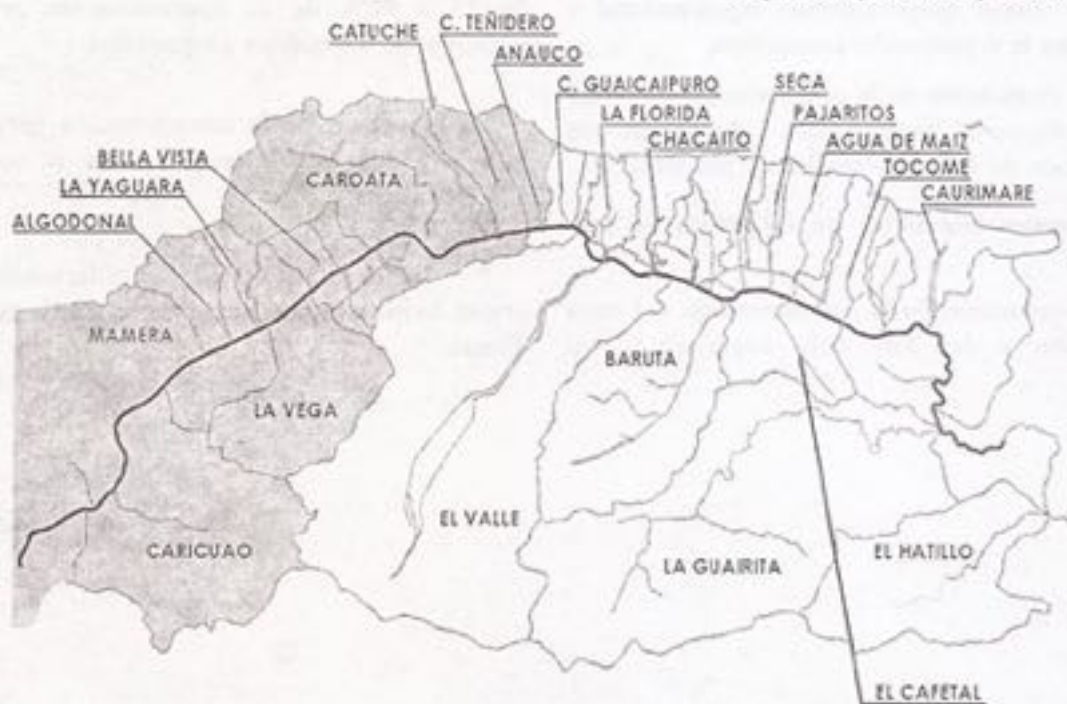 C. TEÑIDERO
CATUCHE
ANAUCO
C. GUAICAIPURO
SECA
LA FLORIDA
PAJARITOS
CHACAITO
AGUA DE MAIZ
BELLA VISTA
TOCOME
CAROATA
LA YAGUARA
CAURIMARE
ALGODONAL
MAMERA
BARUTA
LA VEGA
EL VALLE
CARICUAO
EL HATILLO
LA GUAIRITA
EL CAFETAL